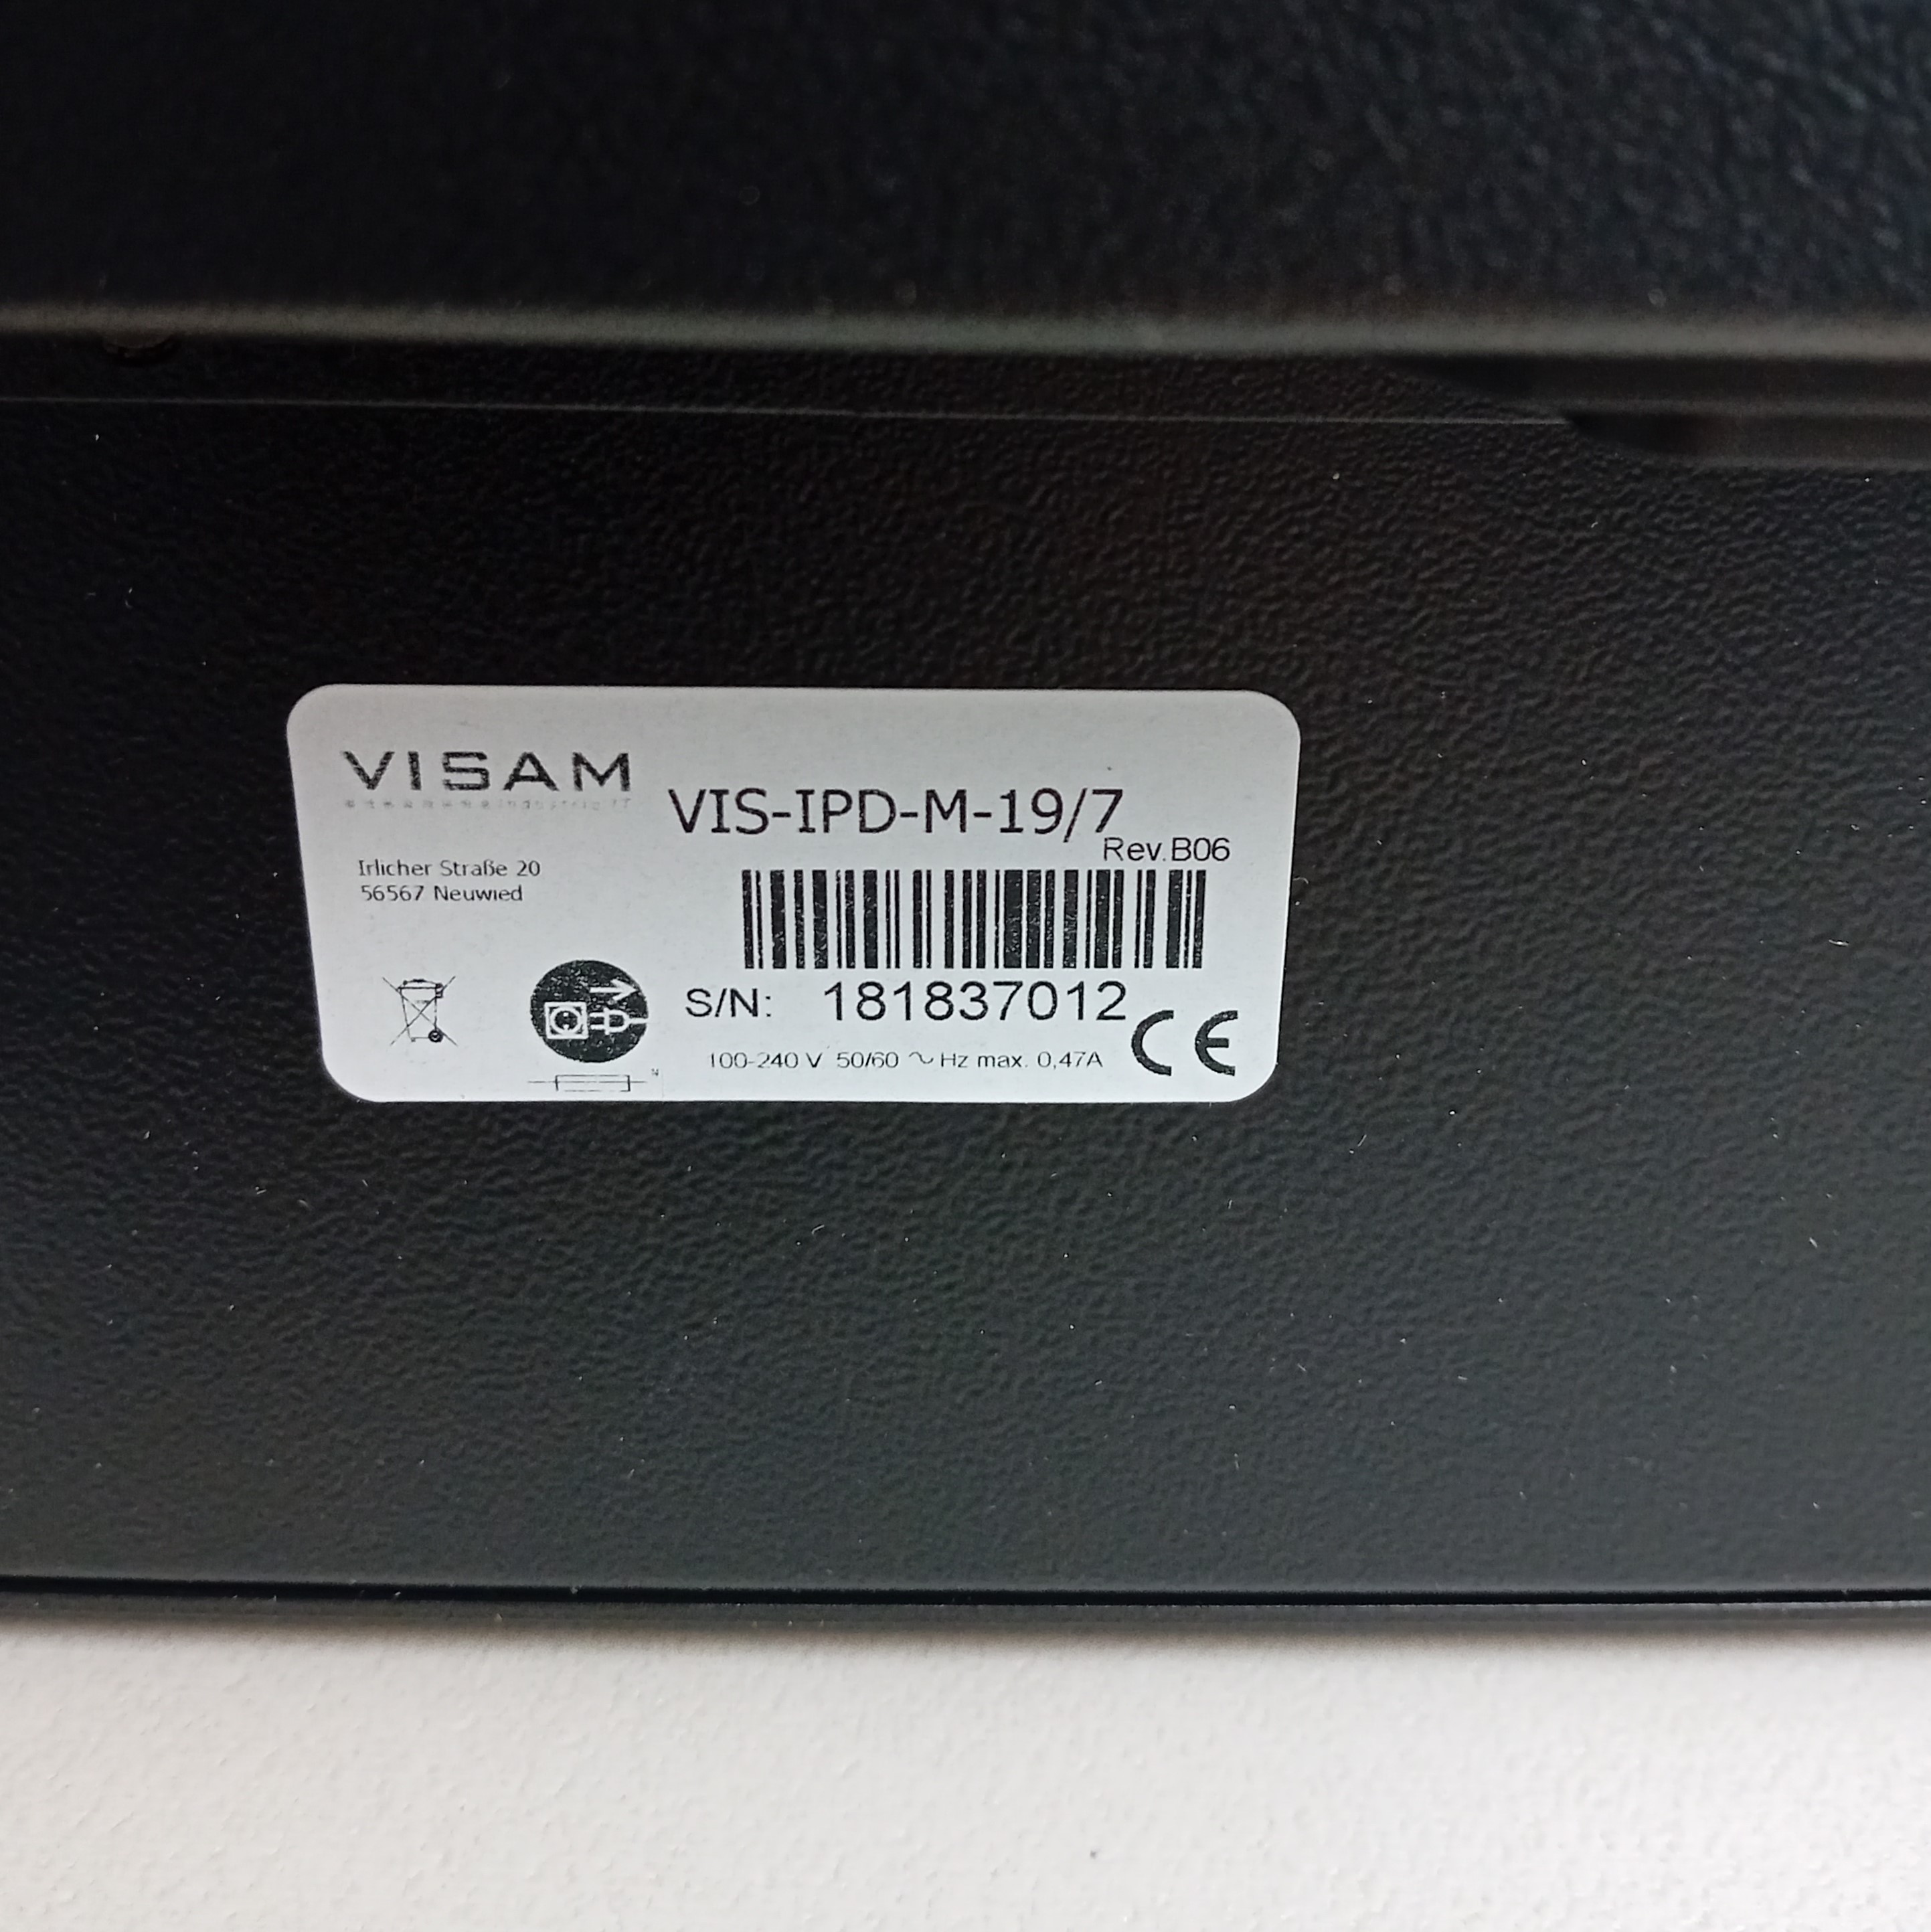 VISAM
VIS-IPD-M-19/7
Rev.B06
Irlicher Straße 20
56567 Neuwied
S/N: 181837012
100-240 V 50/60 ~ Hz max. 0,47A
CE
N